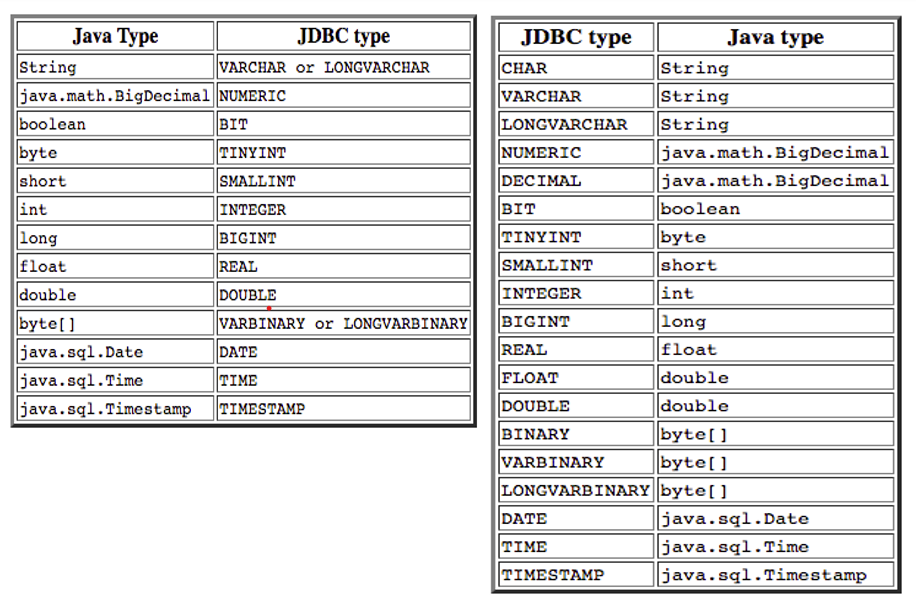 Java Type JDBC type
String VARCHAR or LONGVARCHAR
java.math.BigDecimal NUMERIC
boolean BIT
byte TINYINT
short SMALLINT
int INTEGER
long BIGINT
float REAL
double DOUBLE
byte[] VARBINARY or LONGVARBINARY
java.sql.Date DATE
java.sql.Time TIME
java.sql.Timestamp TIMESTAMP
JDBC type Java type
CHAR String
VARCHAR String
LONGVARCHAR String
NUMERIC java.math.BigDecimal
DECIMAL java.math.BigDecimal
BIT boolean
TINYINT byte
SMALLINT short
INTEGER int
BIGINT long
REAL float
FLOAT double
DOUBLE double
BINARY byte[]
VARBINARY byte[]
LONGVARBINARY byte[]
DATE java.sql.Date
TIME java.sql.Time
TIMESTAMP java.sql.Timestamp